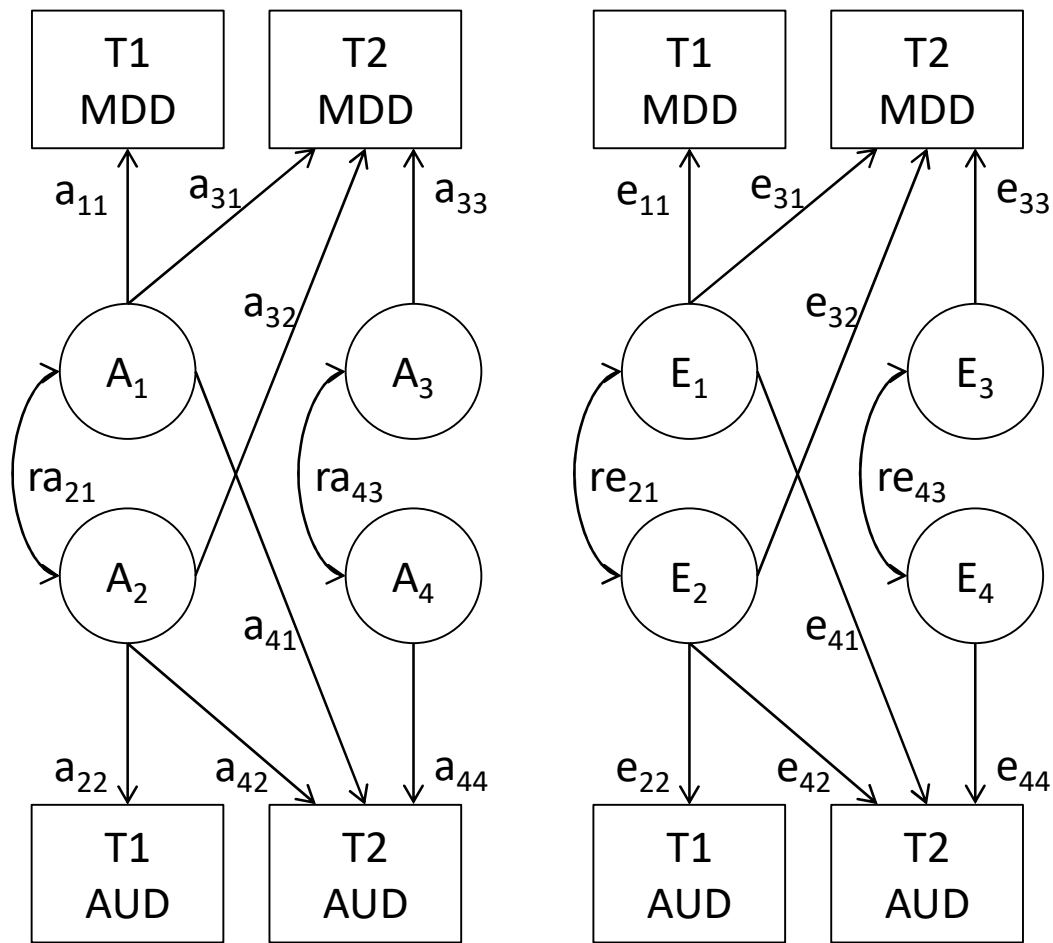 T1
MDD
T2
MDD
T1
MDD
T2
MDD
a₁₁
a₃₁
a₃₃
e₁₁
e₃₁
e₃₃
a₃₂
e₃₂
A₁
A₃
E₁
E₃
ra₂₁
ra₄₃
re₂₁
re₄₃
A₂
A₄
E₂
E₄
a₄₁
e₄₁
a₂₂
a₄₂
a₄₄
e₂₂
e₄₂
e₄₄
T1
AUD
T2
AUD
T1
AUD
T2
AUD